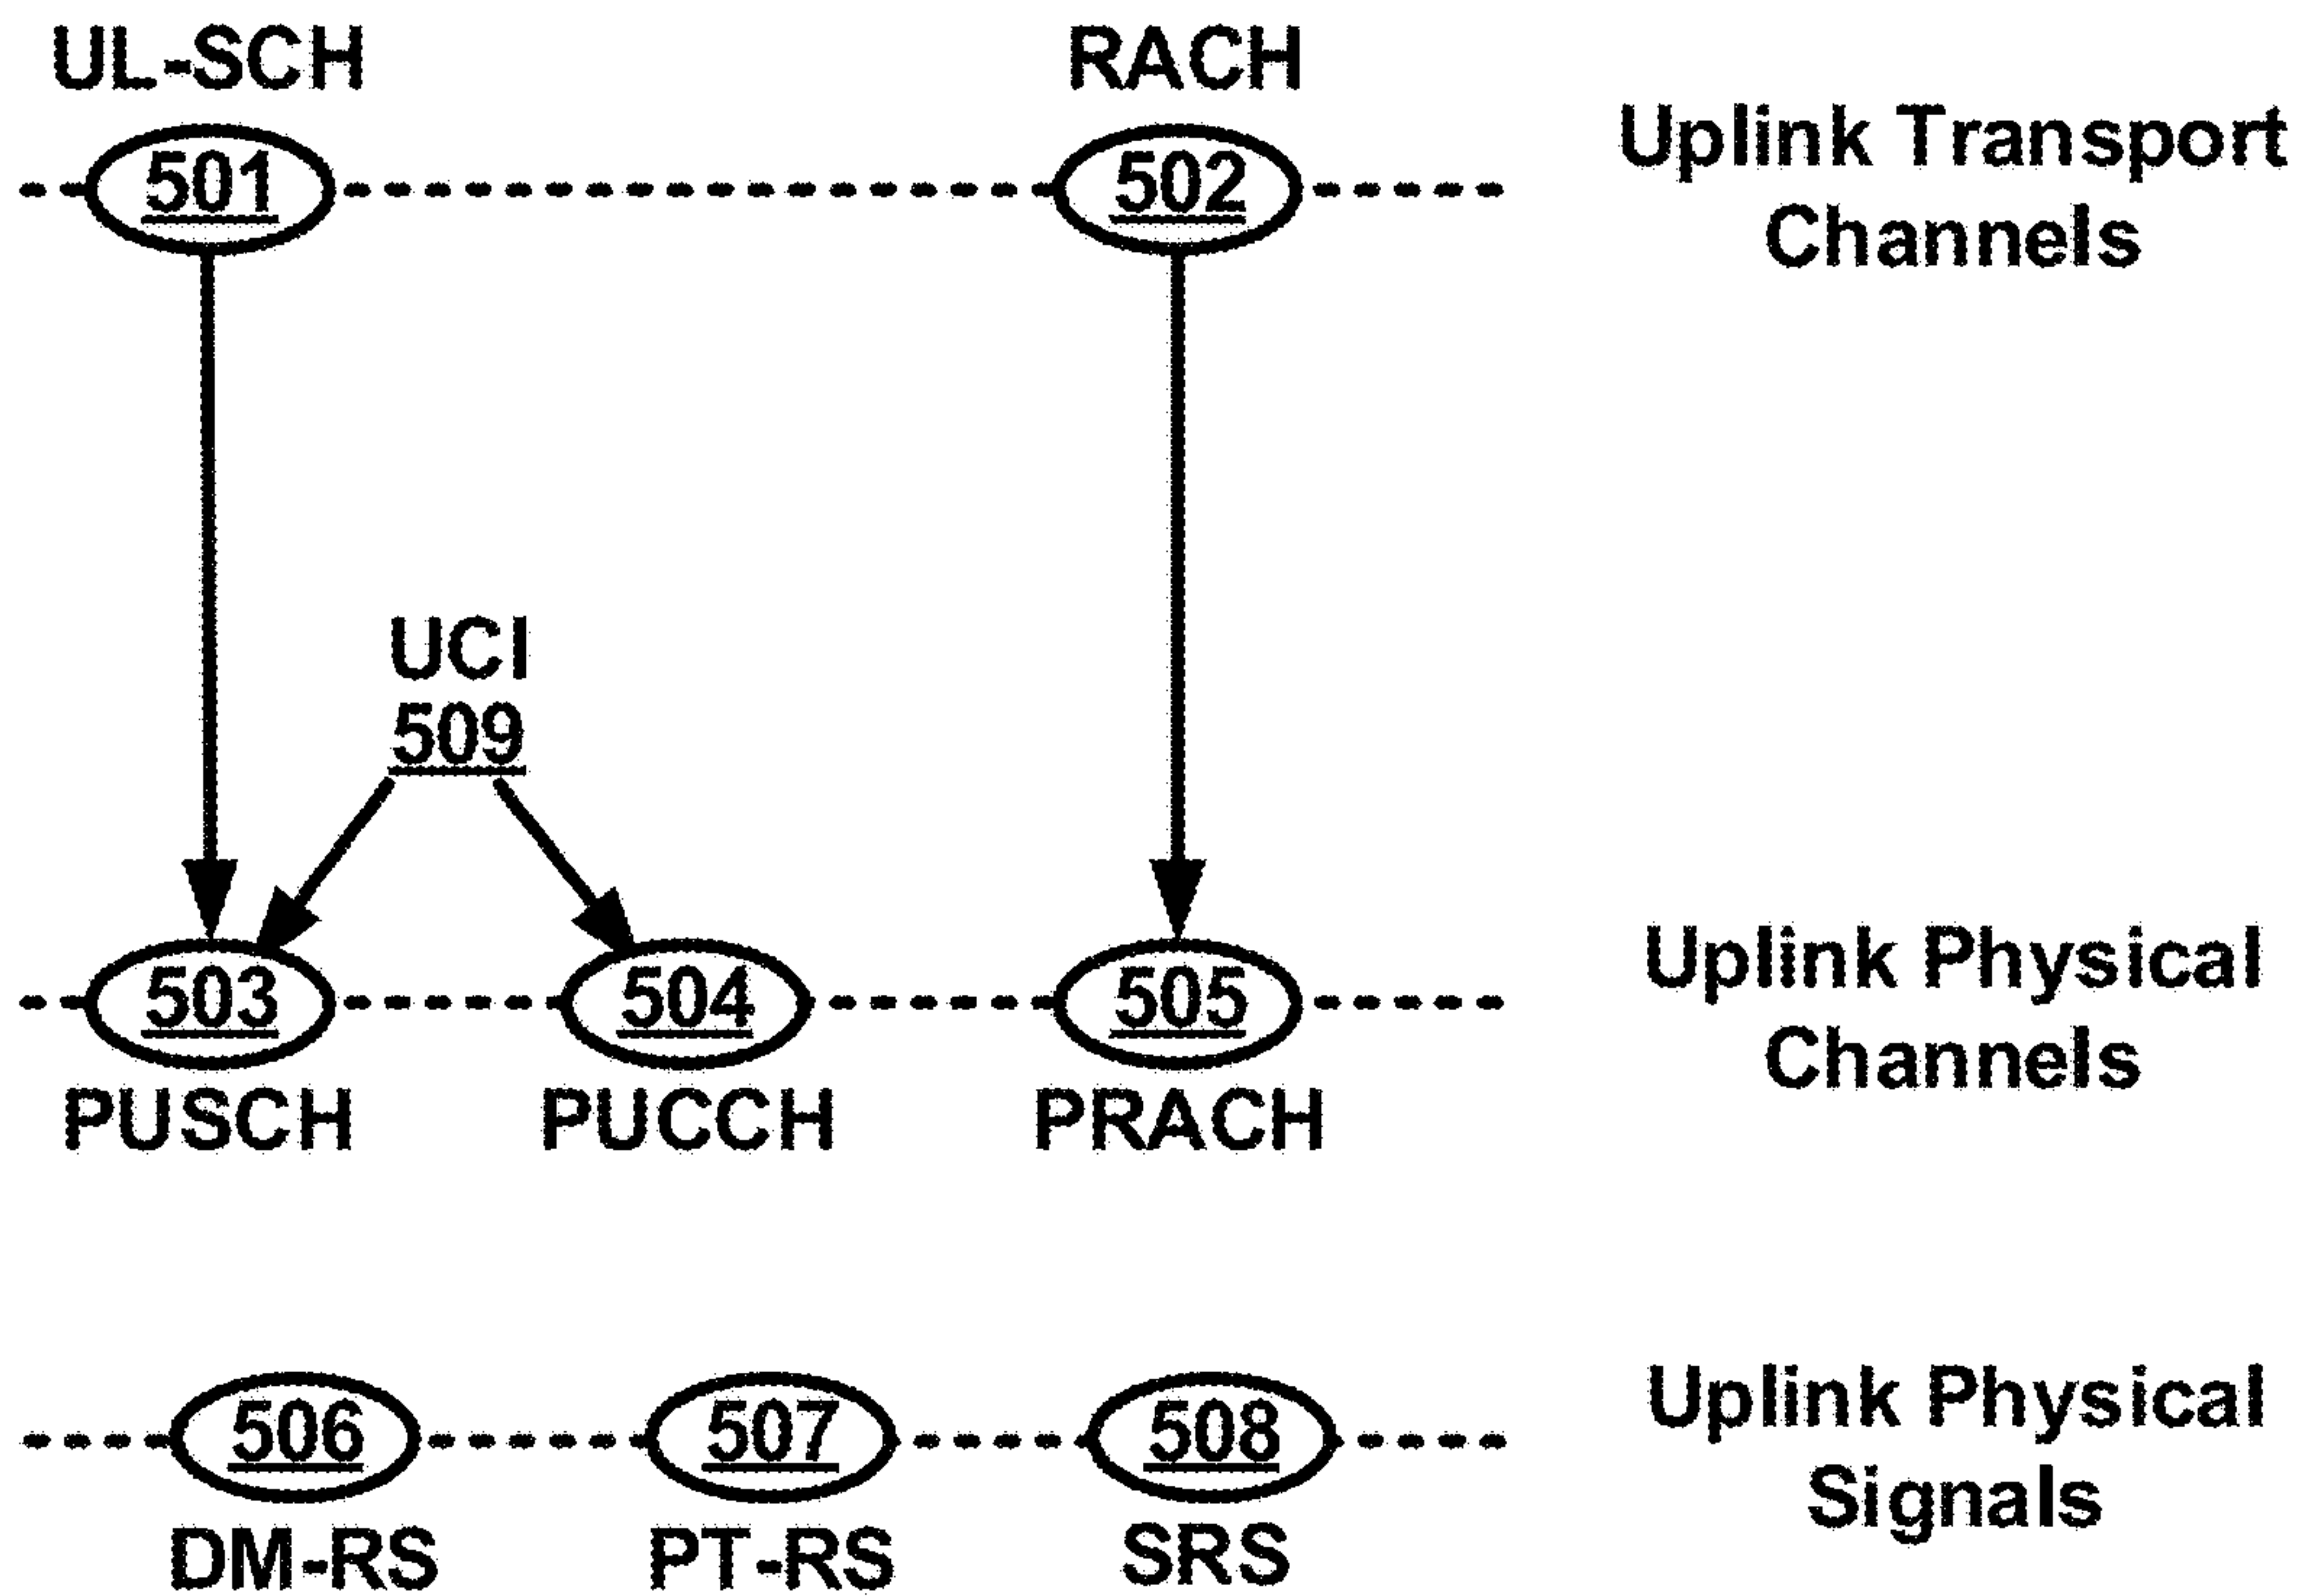 UL-SCH
RACH
501
502
Uplink Transport
Channels
UCI
509
503
504
505
Uplink Physical
Channels
PUSCH
PUCCH
PRACH
506
507
508
Uplink Physical
Signals
DM-RS
PT-RS
SRS